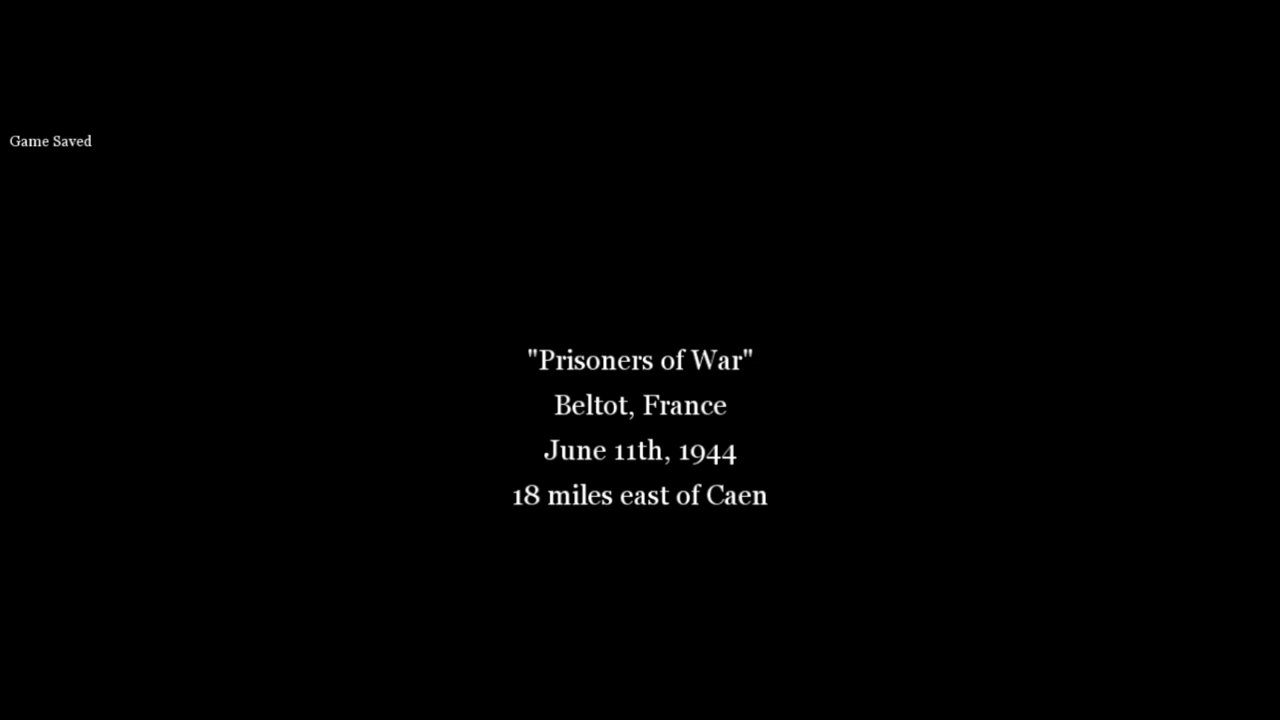 Game Saved
"Prisoners of War"
Beltot, France
June 11th, 1944
18 miles east of Caen